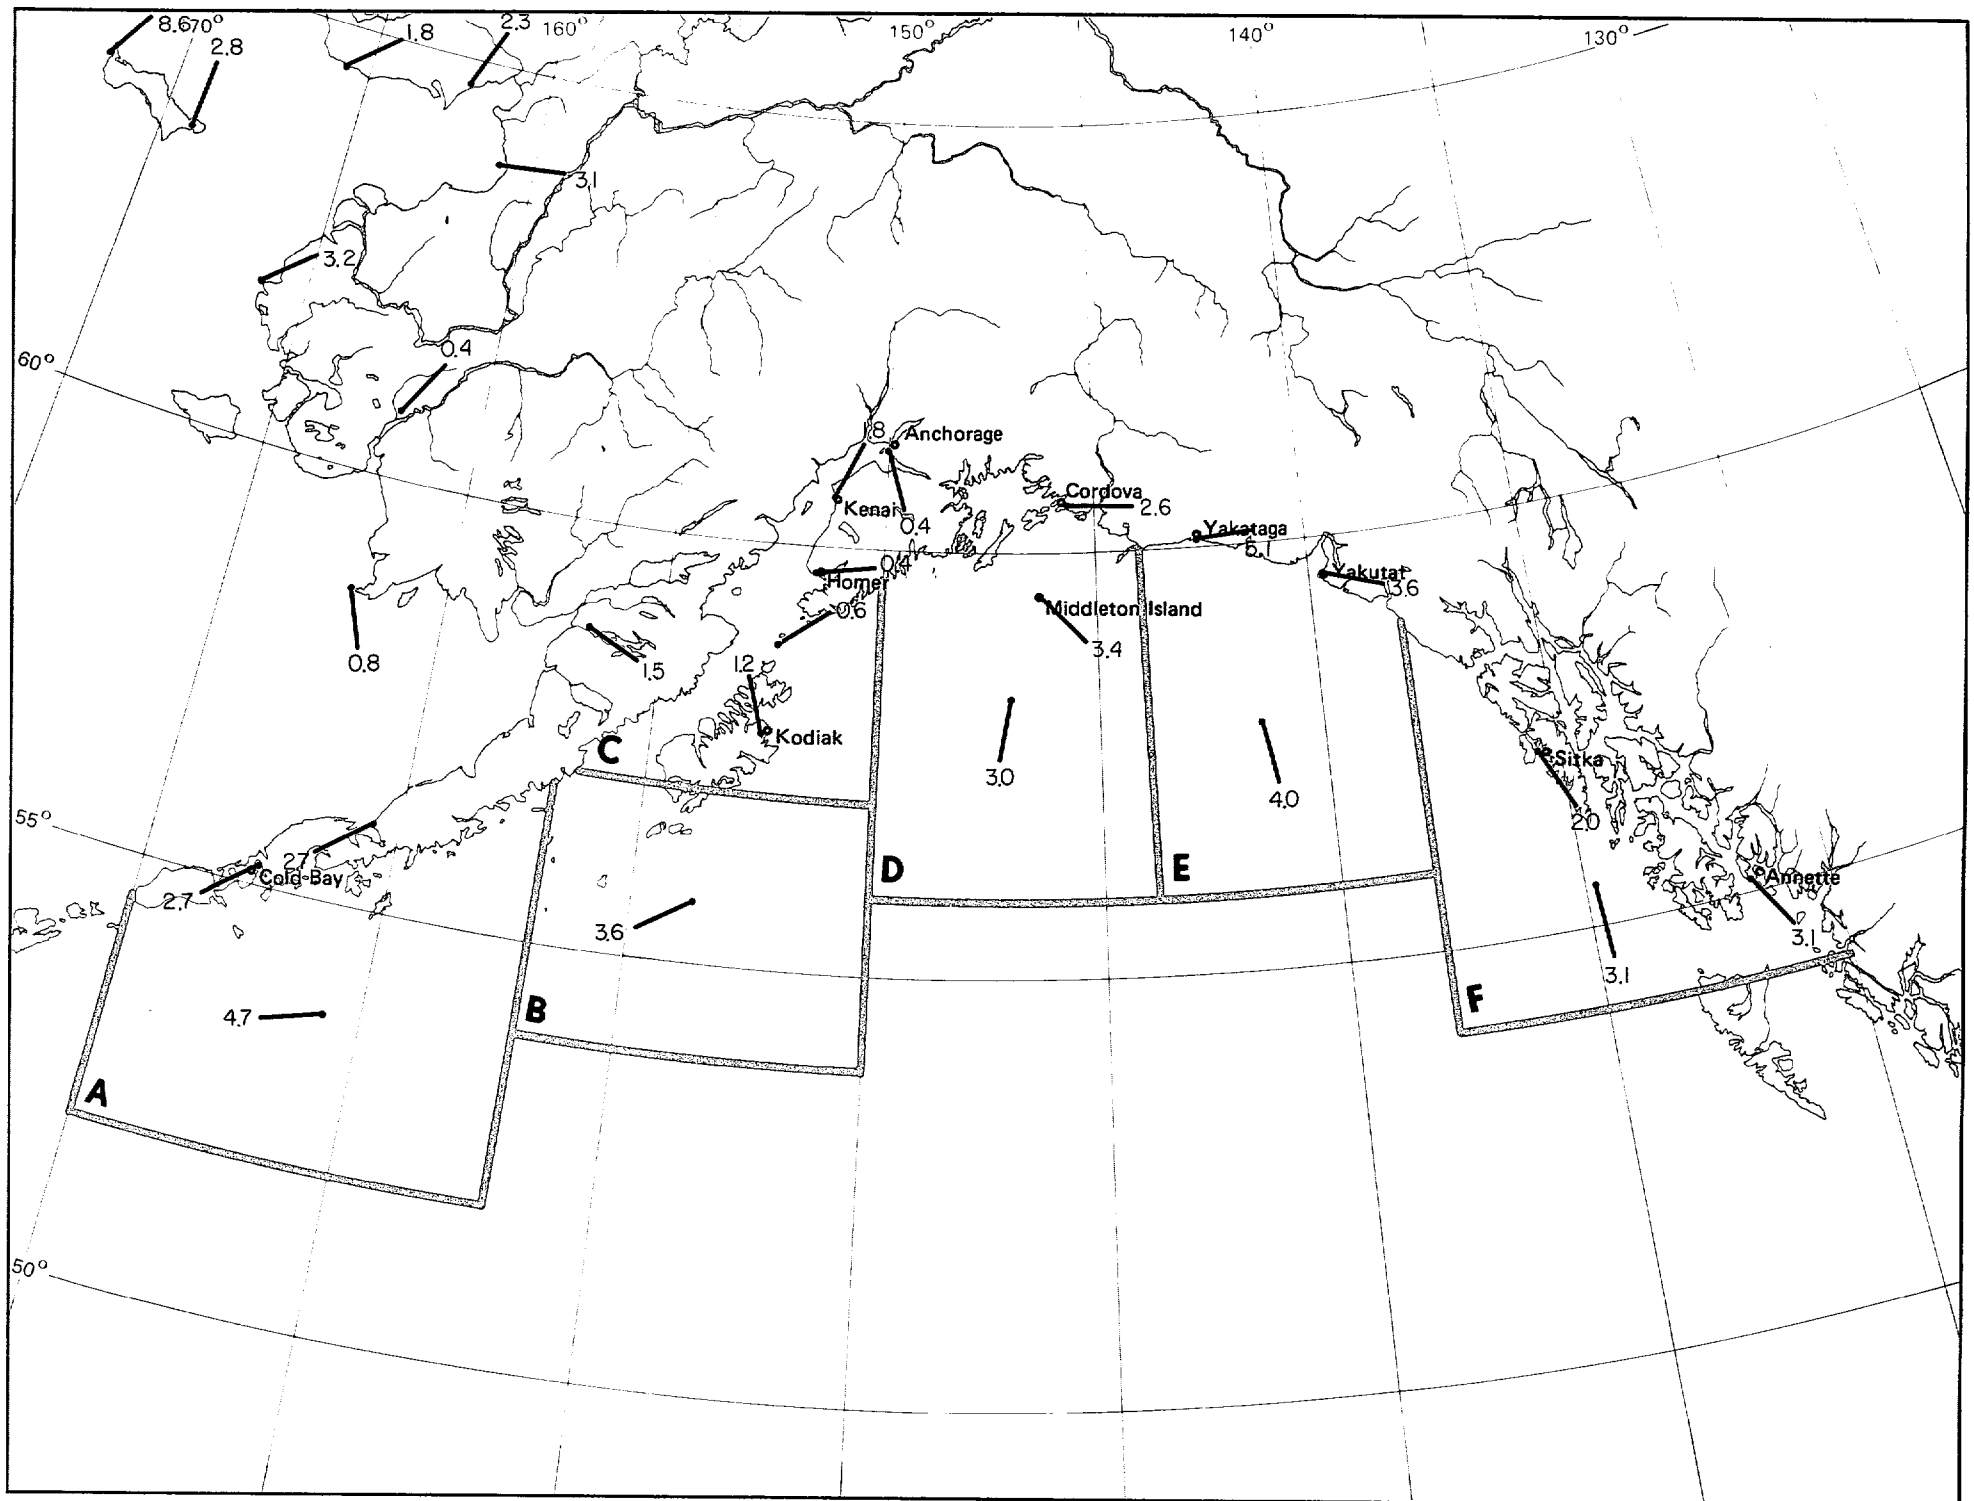 8.6
70°
2.8
1.8
2.3
160°
150°
140°
130°
3.1
3.2
60°
0.4
.8
Anchorage
Kenai
0.4
Cordova
2.6
Yakataga
5.1
0.4
Homer
Yakutat
3.6
0.6
Middleton Island
3.4
0.8
1.5
1.2
Kodiak
C
3.0
4.0
Sitka
2.0
55°
2.7
Cold Bay
2.7
D
E
Annette
3.1
3.6
3.1
4.7
B
F
A
50°